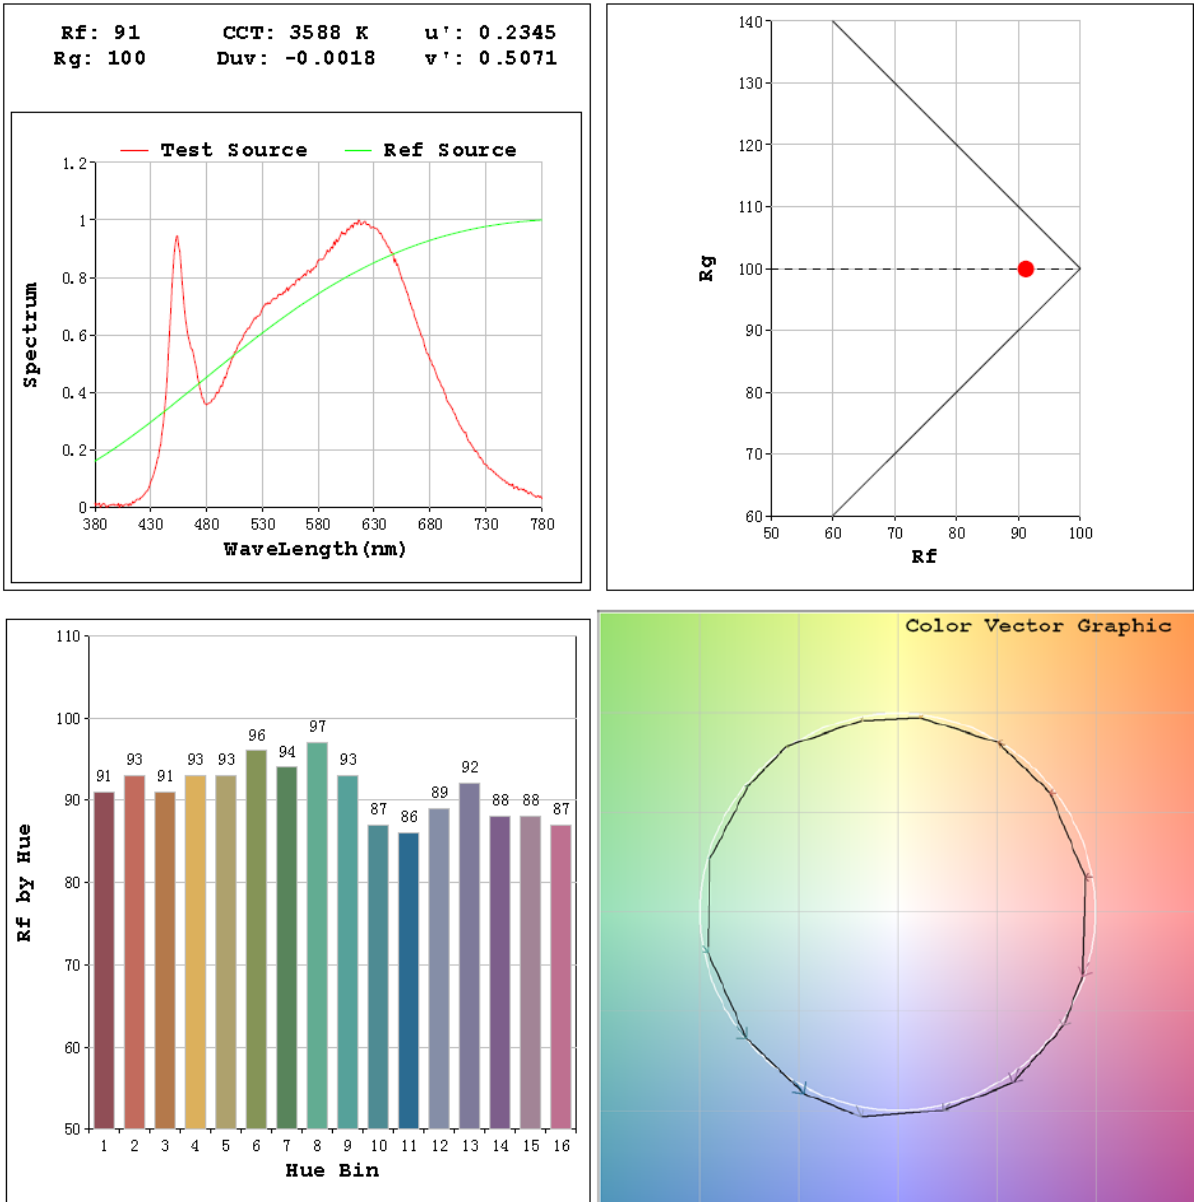 Rf: 91 CCT: 3588 K u': 0.2345
Rg: 100 Duv: -0.0018 v': 0.5071
Test Source Ref Source
1.2
1
0.8
0.6
0.4
0.2
0
Spectrum
380 430 480 530 580 630 680 730 780
WaveLength(nm)
140
130
120
110
100
90
80
70
60
Rg
50 60 70 80 90 100
Rf
110
100
90
80
70
60
50
Rf by Hue
91 93 91 93 93 96 94 97 93 87 86 89 92 88 88 87
1 2 3 4 5 6 7 8 9 10 11 12 13 14 15 16
Hue Bin
Color Vector Graphic